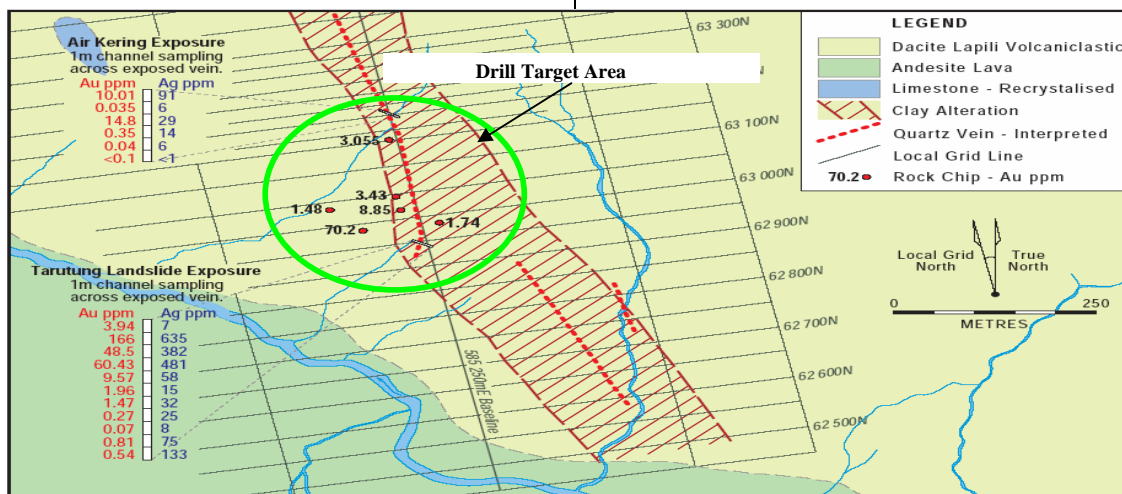 Air Kering Exposure
1m channel sampling
across exposed vein.
Au ppm Ag ppm
10.01 91
0.035 6
14.8 29
0.35 14
0.04 6
<0.1 <1
Drill Target Area
3.055
3.43
1.48
8.85
1.74
70.2
Tarutung Landslide Exposure
1m channel sampling
across exposed vein.
Au ppm Ag ppm
3.94 7
166 635
48.5 382
60.43 481
9.57 58
1.96 15
1.47 32
0.27 25
0.07 8
0.81 75
0.54 133
585 250mE Baseline
63 300N
63 100N
63 000N
62 900N
62 800N
62 700N
62 600N
62 500N
LEGEND
Dacite Lapili Volcaniclastic
Andesite Lava
Limestone - Recrystalised
Clay Alteration
Quartz Vein - Interpreted
Local Grid Line
70.2 Rock Chip - Au ppm
Local Grid North
True North
0 250
METRES